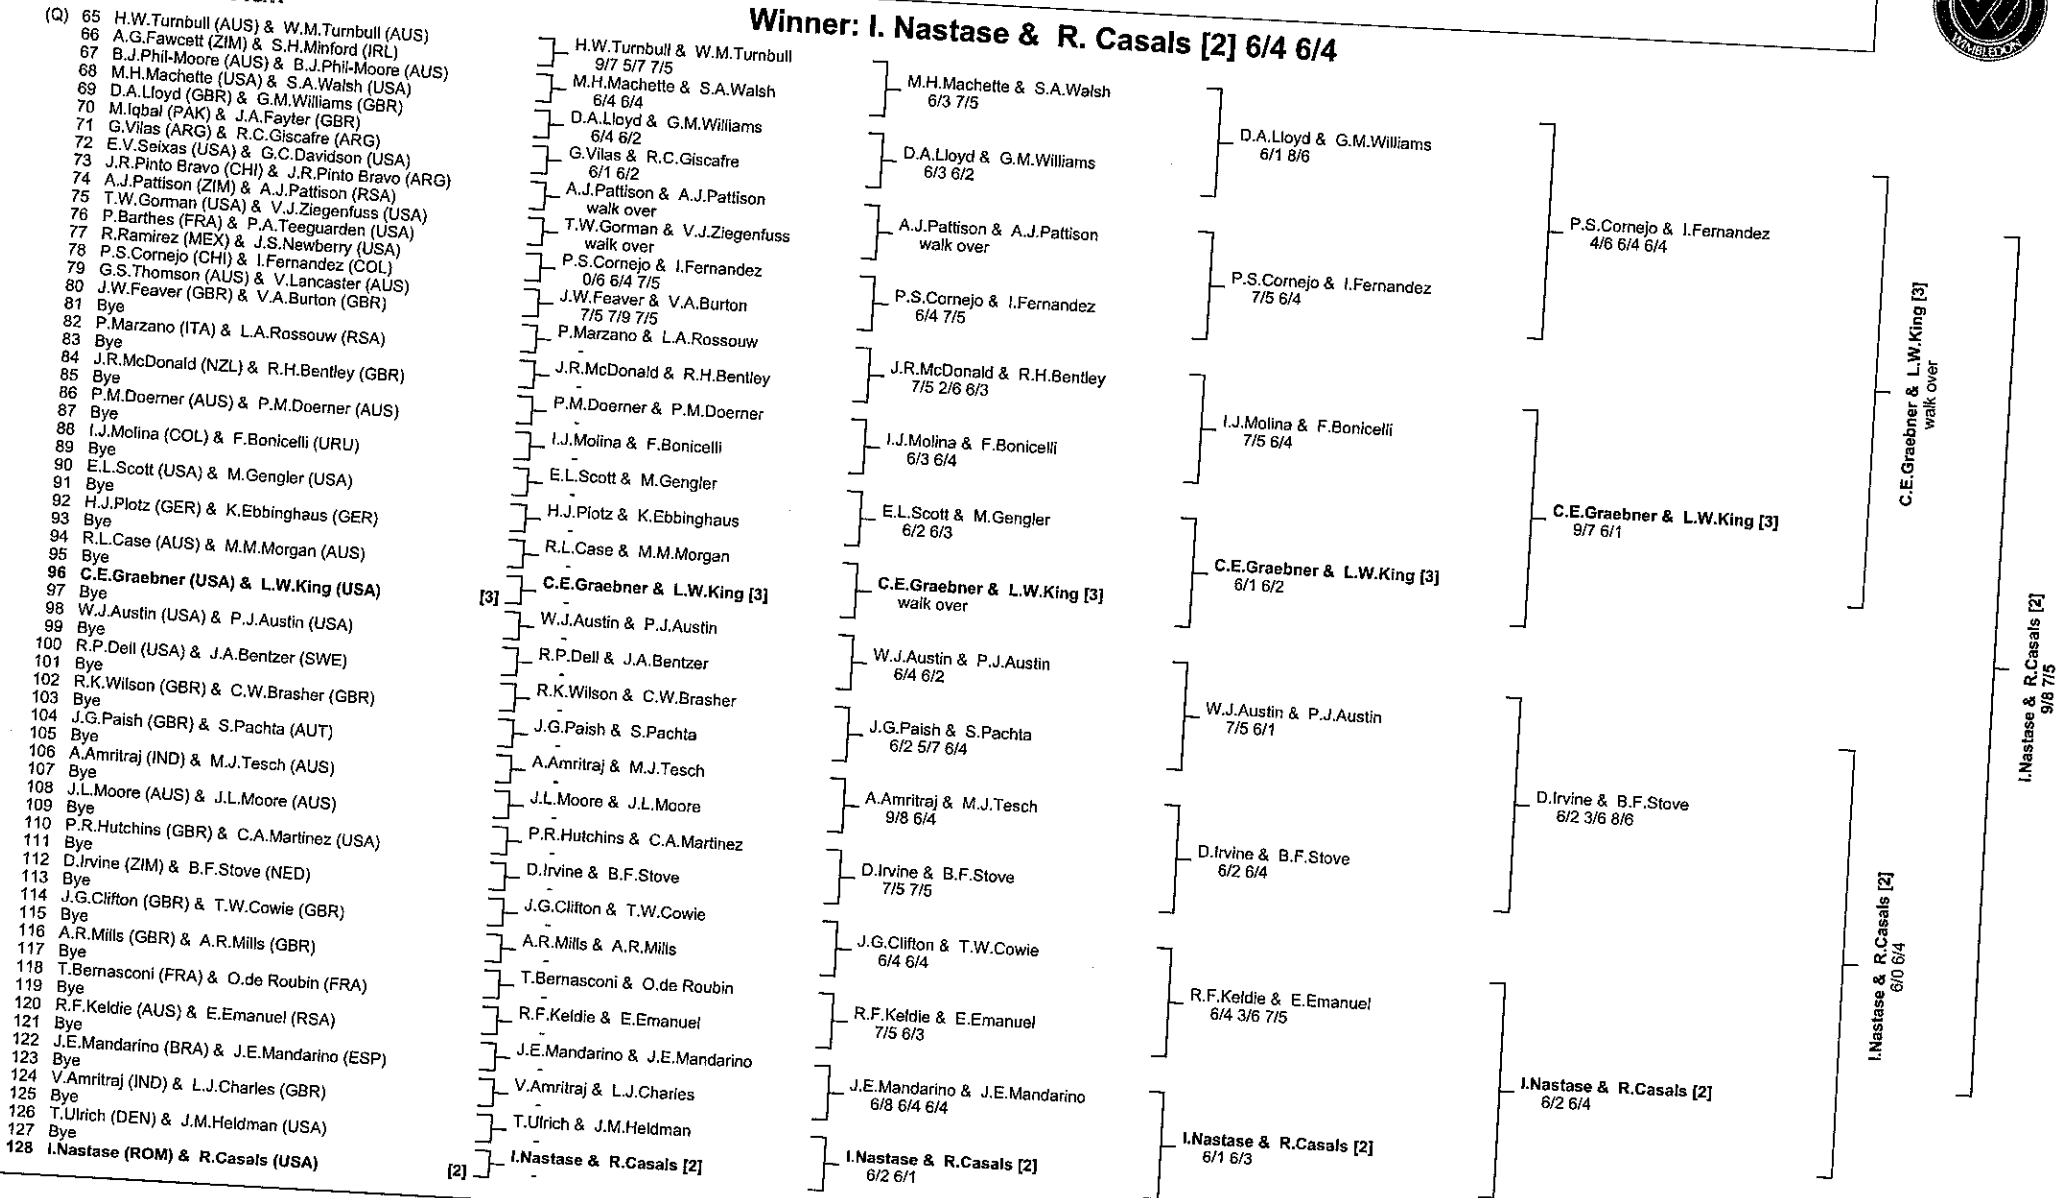 Winner: I. Nastase & R. Casals [2] 6/4 6/4
WIMBLEDON
(Q) 65 H.W.Turnbull (AUS) & W.M.Turnbull (AUS)
66 A.G.Fawcett (ZIM) & S.H.Minford (IRL)
67 B.J.Phil-Moore (AUS) & B.J.Phil-Moore (AUS)
68 M.H.Machette (USA) & S.A.Walsh (USA)
69 D.A.Lloyd (GBR) & G.M.Williams (GBR)
70 M.Iqbal (PAK) & J.A.Fayter (GBR)
71 G.Vilas (ARG) & R.C.Giscafre (ARG)
72 E.V.Seixas (USA) & G.C.Davidson (USA)
73 J.R.Pinto Bravo (CHI) & J.R.Pinto Bravo (ARG)
74 A.J.Pattison (ZIM) & A.J.Pattison (RSA)
75 T.W.Gorman (USA) & V.J.Ziegenfuss (USA)
76 P.Barthes (FRA) & P.A.Teeguarden (USA)
77 R.Ramirez (MEX) & J.S.Newberry (USA)
78 P.S.Cornejo (CHI) & I.Fernandez (COL)
79 G.S.Thomson (AUS) & V.Lancaster (AUS)
80 J.W.Feaver (GBR) & V.A.Burton (GBR)
81 Bye
82 P.Marzano (ITA) & L.A.Rossouw (RSA)
83 Bye
84 J.R.McDonald (NZL) & R.H.Bentley (GBR)
85 Bye
86 P.M.Doerner (AUS) & P.M.Doerner (AUS)
87 Bye
88 I.J.Molina (COL) & F.Bonicelli (URU)
89 Bye
90 E.L.Scott (USA) & M.Gengler (USA)
91 Bye
92 H.J.Plotz (GER) & K.Ebbinghaus (GER)
93 Bye
94 R.L.Case (AUS) & M.M.Morgan (AUS)
95 Bye
96 C.E.Graebner (USA) & L.W.King (USA) [3]
97 Bye
98 W.J.Austin (USA) & P.J.Austin (USA)
99 Bye
100 R.P.Dell (USA) & J.A.Bentzer (SWE)
101 Bye
102 R.K.Wilson (GBR) & C.W.Brasher (GBR)
103 Bye
104 J.G.Paish (GBR) & S.Pachta (AUT)
105 Bye
106 A.Amritraj (IND) & M.J.Tesch (AUS)
107 Bye
108 J.L.Moore (AUS) & J.L.Moore (AUS)
109 Bye
110 P.R.Hutchins (GBR) & C.A.Martinez (USA)
111 Bye
112 D.Irvine (ZIM) & B.F.Stove (NED)
113 Bye
114 J.G.Clifton (GBR) & T.W.Cowie (GBR)
115 Bye
116 A.R.Mills (GBR) & A.R.Mills (GBR)
117 Bye
118 T.Bernasconi (FRA) & O.de Roubin (FRA)
119 Bye
120 R.F.Keldie (AUS) & E.Emanuel (RSA)
121 Bye
122 J.E.Mandarino (BRA) & J.E.Mandarino (ESP)
123 Bye
124 V.Amritraj (IND) & L.J.Charles (GBR)
125 Bye
126 T.Ulrich (DEN) & J.M.Heldman (USA)
127 Bye
128 I.Nastase (ROM) & R.Casals (USA) [2]
H.W.Turnbull & W.M.Turnbull
9/7 5/7 7/5
M.H.Machette & S.A.Walsh
6/4 6/4
D.A.Lloyd & G.M.Williams
6/4 6/2
G.Vilas & R.C.Giscafre
6/1 6/2
A.J.Pattison & A.J.Pattison
walk over
T.W.Gorman & V.J.Ziegenfuss
walk over
P.S.Cornejo & I.Fernandez
0/6 6/4 7/5
J.W.Feaver & V.A.Burton
7/5 7/9 7/5
P.Marzano & L.A.Rossouw
-
J.R.McDonald & R.H.Bentley
-
P.M.Doerner & P.M.Doerner
-
I.J.Molina & F.Bonicelli
-
E.L.Scott & M.Gengler
-
H.J.Plotz & K.Ebbinghaus
-
R.L.Case & M.M.Morgan
-
C.E.Graebner & L.W.King [3]
-
W.J.Austin & P.J.Austin
-
R.P.Dell & J.A.Bentzer
-
R.K.Wilson & C.W.Brasher
-
J.G.Paish & S.Pachta
-
A.Amritraj & M.J.Tesch
-
J.L.Moore & J.L.Moore
-
P.R.Hutchins & C.A.Martinez
-
D.Irvine & B.F.Stove
-
J.G.Clifton & T.W.Cowie
-
A.R.Mills & A.R.Mills
-
T.Bernasconi & O.de Roubin
-
R.F.Keldie & E.Emanuel
-
J.E.Mandarino & J.E.Mandarino
-
V.Amritraj & L.J.Charles
-
T.Ulrich & J.M.Heldman
-
I.Nastase & R.Casals [2]
-
M.H.Machette & S.A.Walsh
6/3 7/5
D.A.Lloyd & G.M.Williams
6/3 6/2
A.J.Pattison & A.J.Pattison
walk over
P.S.Cornejo & I.Fernandez
6/4 7/5
J.R.McDonald & R.H.Bentley
7/5 2/6 6/3
I.J.Molina & F.Bonicelli
6/3 6/4
E.L.Scott & M.Gengler
6/2 6/3
C.E.Graebner & L.W.King [3]
walk over
W.J.Austin & P.J.Austin
6/4 6/2
J.G.Paish & S.Pachta
6/2 5/7 6/4
A.Amritraj & M.J.Tesch
9/8 6/4
D.Irvine & B.F.Stove
7/5 7/5
J.G.Clifton & T.W.Cowie
6/4 6/4
R.F.Keldie & E.Emanuel
7/5 6/3
J.E.Mandarino & J.E.Mandarino
6/8 6/4 6/4
I.Nastase & R.Casals [2]
6/2 6/1
D.A.Lloyd & G.M.Williams
6/1 8/6
P.S.Cornejo & I.Fernandez
7/5 6/4
I.J.Molina & F.Bonicelli
7/5 6/4
C.E.Graebner & L.W.King [3]
6/1 6/2
W.J.Austin & P.J.Austin
7/5 6/1
D.Irvine & B.F.Stove
6/2 6/4
R.F.Keldie & E.Emanuel
6/4 3/6 7/5
I.Nastase & R.Casals [2]
6/1 6/3
P.S.Cornejo & I.Fernandez
4/6 6/4 6/4
C.E.Graebner & L.W.King [3]
9/7 6/1
D.Irvine & B.F.Stove
6/2 3/6 8/6
I.Nastase & R.Casals [2]
6/2 6/4
C.E.Graebner & L.W.King [3]
walk over
I.Nastase & R.Casals [2]
6/0 6/4
I.Nastase & R.Casals [2]
9/8 7/5